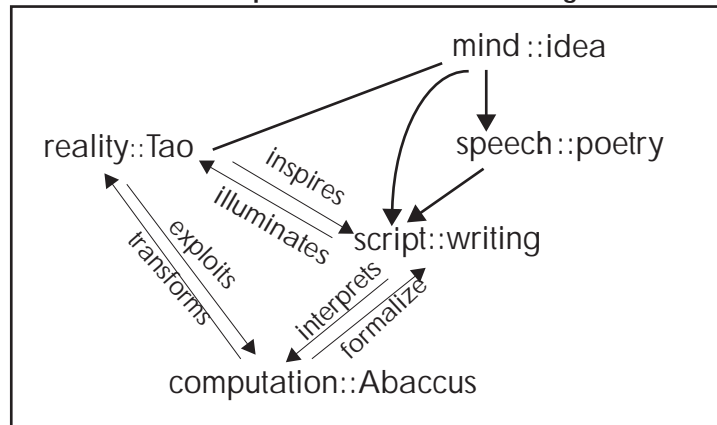 mind::idea
reality::Tao
speech::poetry
inspires
illuminates
script::writing
exploits
transforms
interprets
formalize
computation::Abaccus